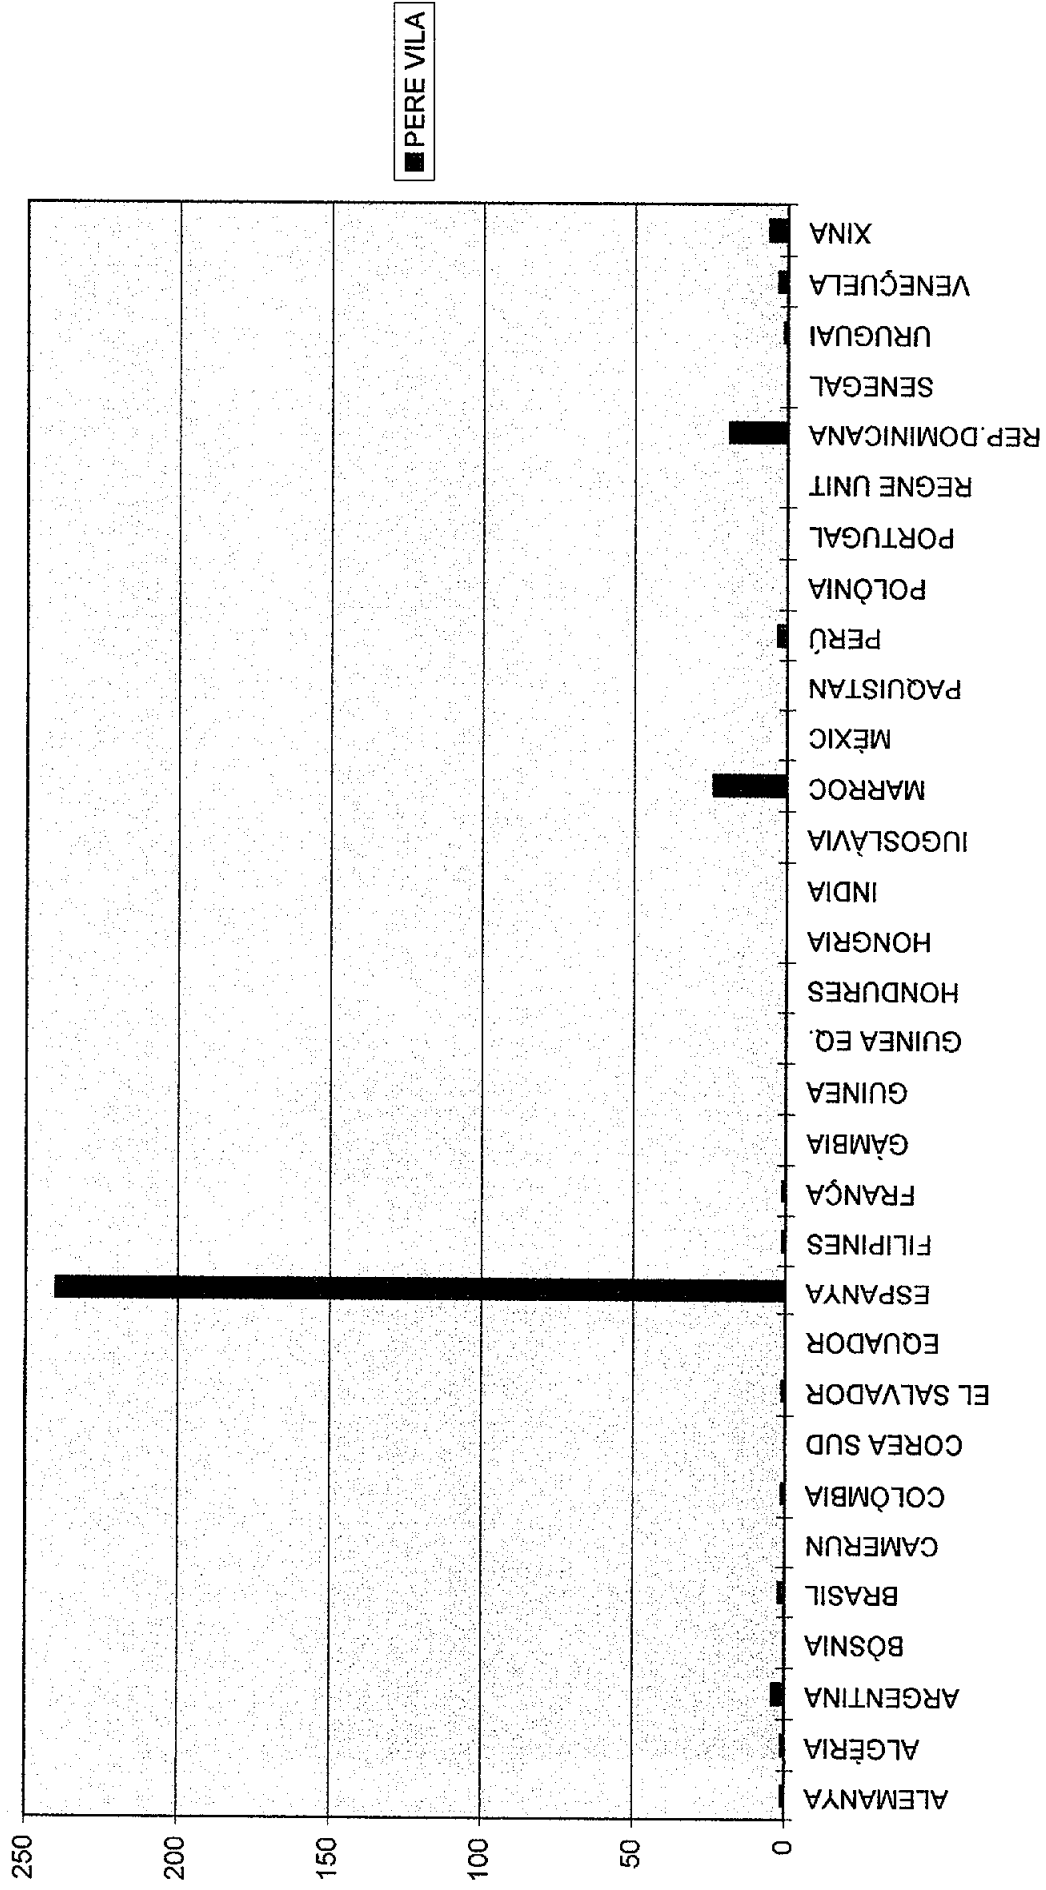 PERE VILA
250
200
150
100
50
0
ALEMANYA
ALGÈRIA
ARGENTINA
BÒSNIA
BRASIL
CAMERUN
COLÒMBIA
COREA SUD
EL SALVADOR
EQUADOR
ESPANYA
FILIPINES
FRANÇA
GÀMBIA
GUINEA
GUINEA EQ.
HONDURES
HONGRIA
INDIA
IUGOSLÀVIA
MARROC
MÈXIC
PAQUISTAN
PERÚ
POLÒNIA
PORTUGAL
REGNE UNIT
REP.DOMINICANA
SENEGAL
URUGUAI
VENEÇUELA
XINA